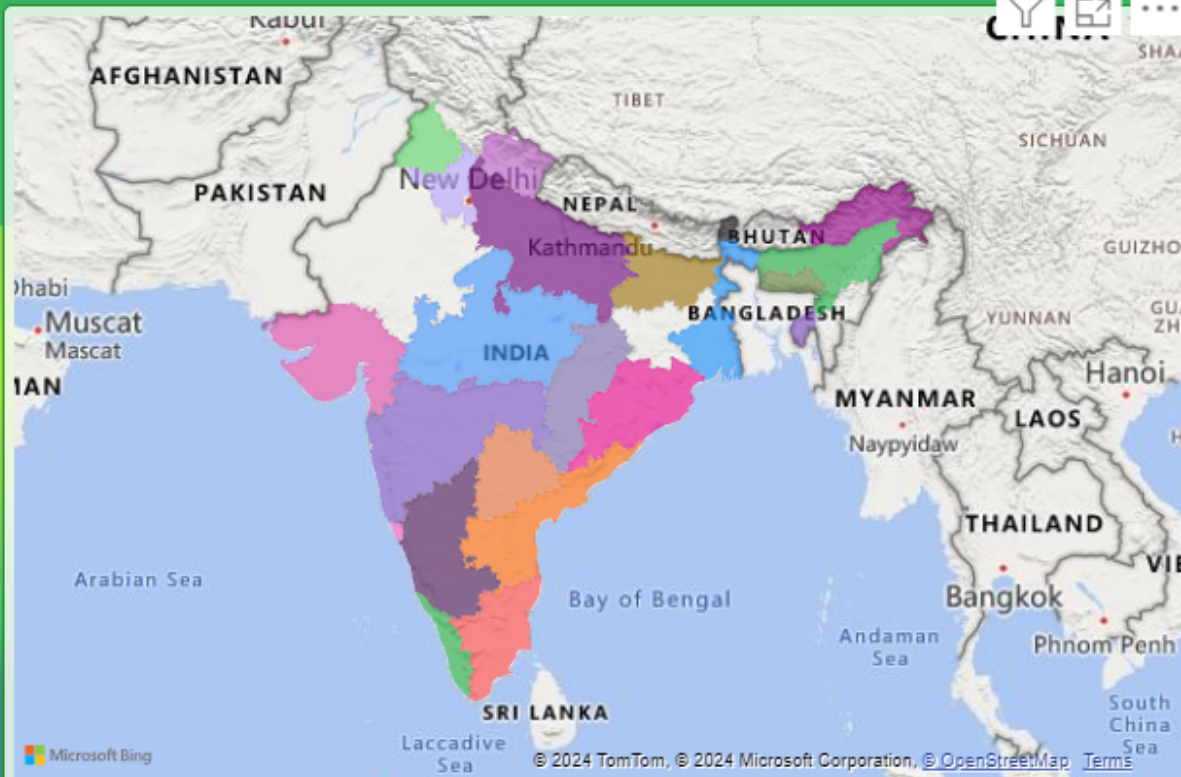 Kabul
CHINA
AFGHANISTAN
TIBET
SICHUAN
PAKISTAN
New Delhi
NEPAL
BHUTAN
Kathmandu
Muscat
Mascat
BANGLADESH
YUNNAN
INDIA
Hanoi
MYANMAR
LAOS
Naypyidaw
THAILAND
Arabian Sea
Bay of Bengal
Bangkok
Andaman
Sea
Phnom Penh
SRI LANKA
South
China
Sea
Laccadive
Sea
Microsoft Bing
© 2024 TomTom, © 2024 Microsoft Corporation, © OpenStreetMap Terms